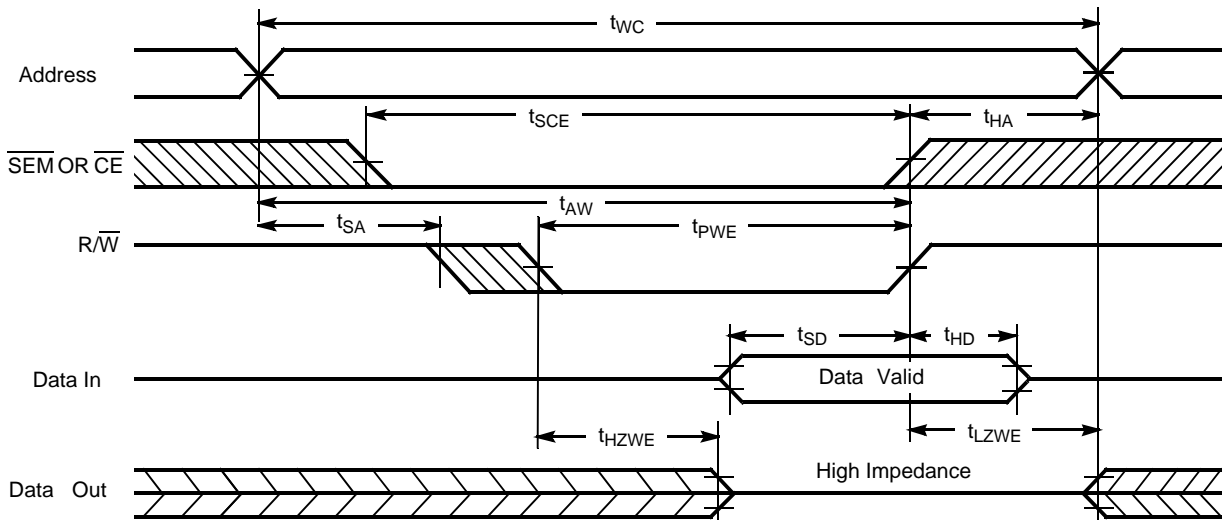 tWC
Address
tSCE
tHA
SEM OR CE
tAW
tSA
tPWE
R/W
tSD
tHD
Data In
Data Valid
tHZWE
tLZWE
High Impedance
Data Out